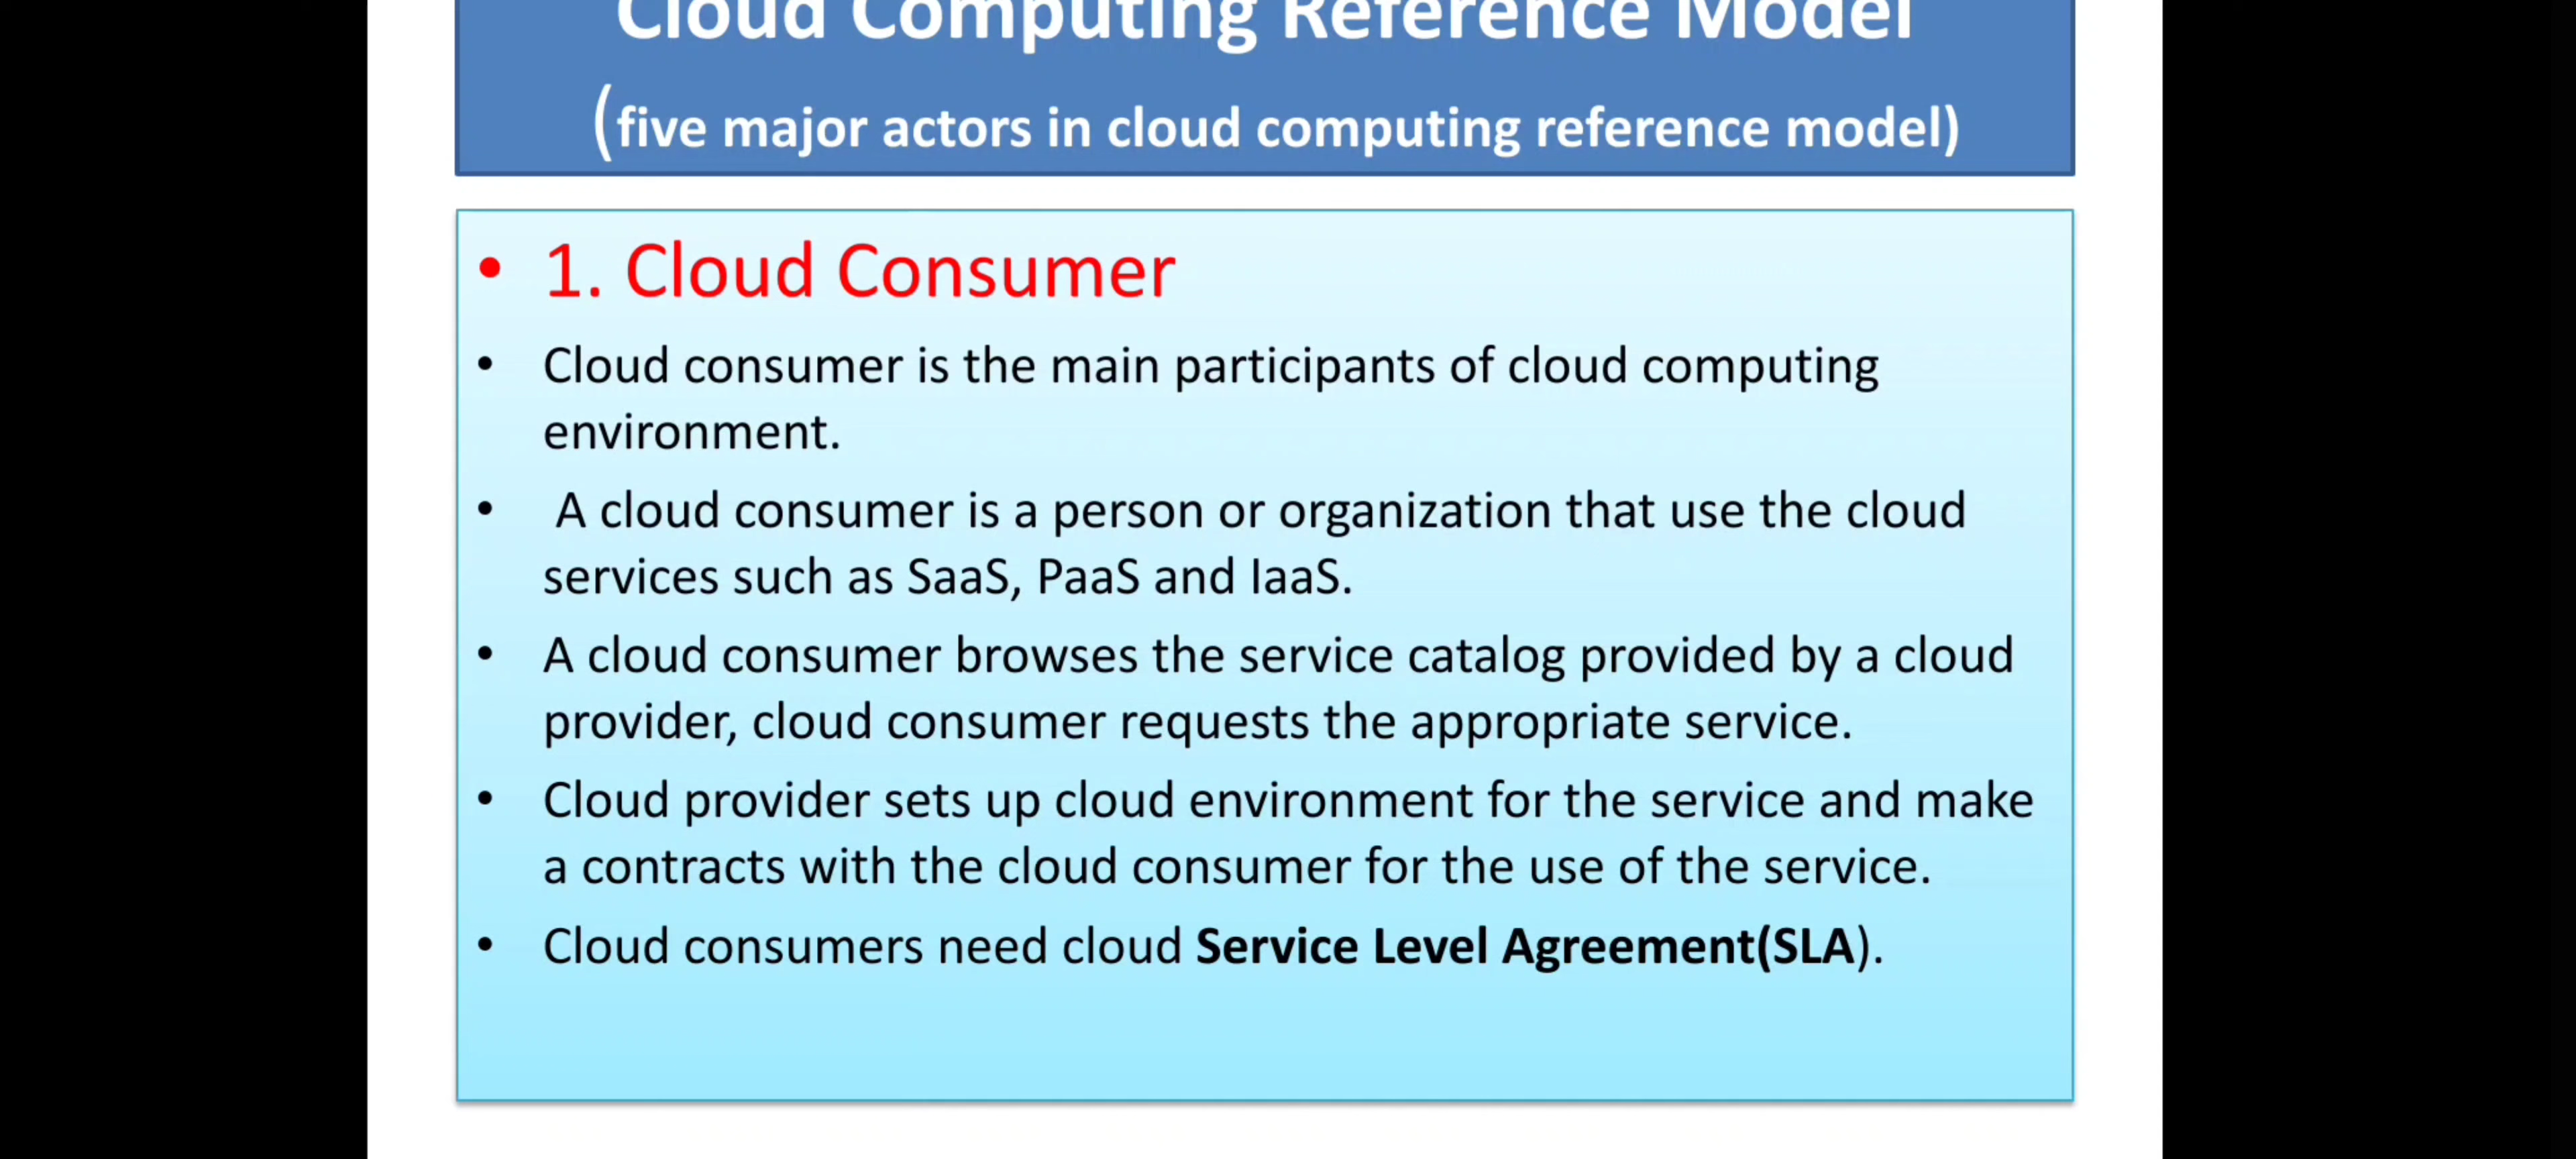 Cloud Computing Reference Model
(five major actors in cloud computing reference model)
• 1. Cloud Consumer
• Cloud consumer is the main participants of cloud computing
environment.
• A cloud consumer is a person or organization that use the cloud
services such as SaaS, PaaS and IaaS.
• A cloud consumer browses the service catalog provided by a cloud
provider, cloud consumer requests the appropriate service.
• Cloud provider sets up cloud environment for the service and make
a contracts with the cloud consumer for the use of the service.
• Cloud consumers need cloud Service Level Agreement(SLA).